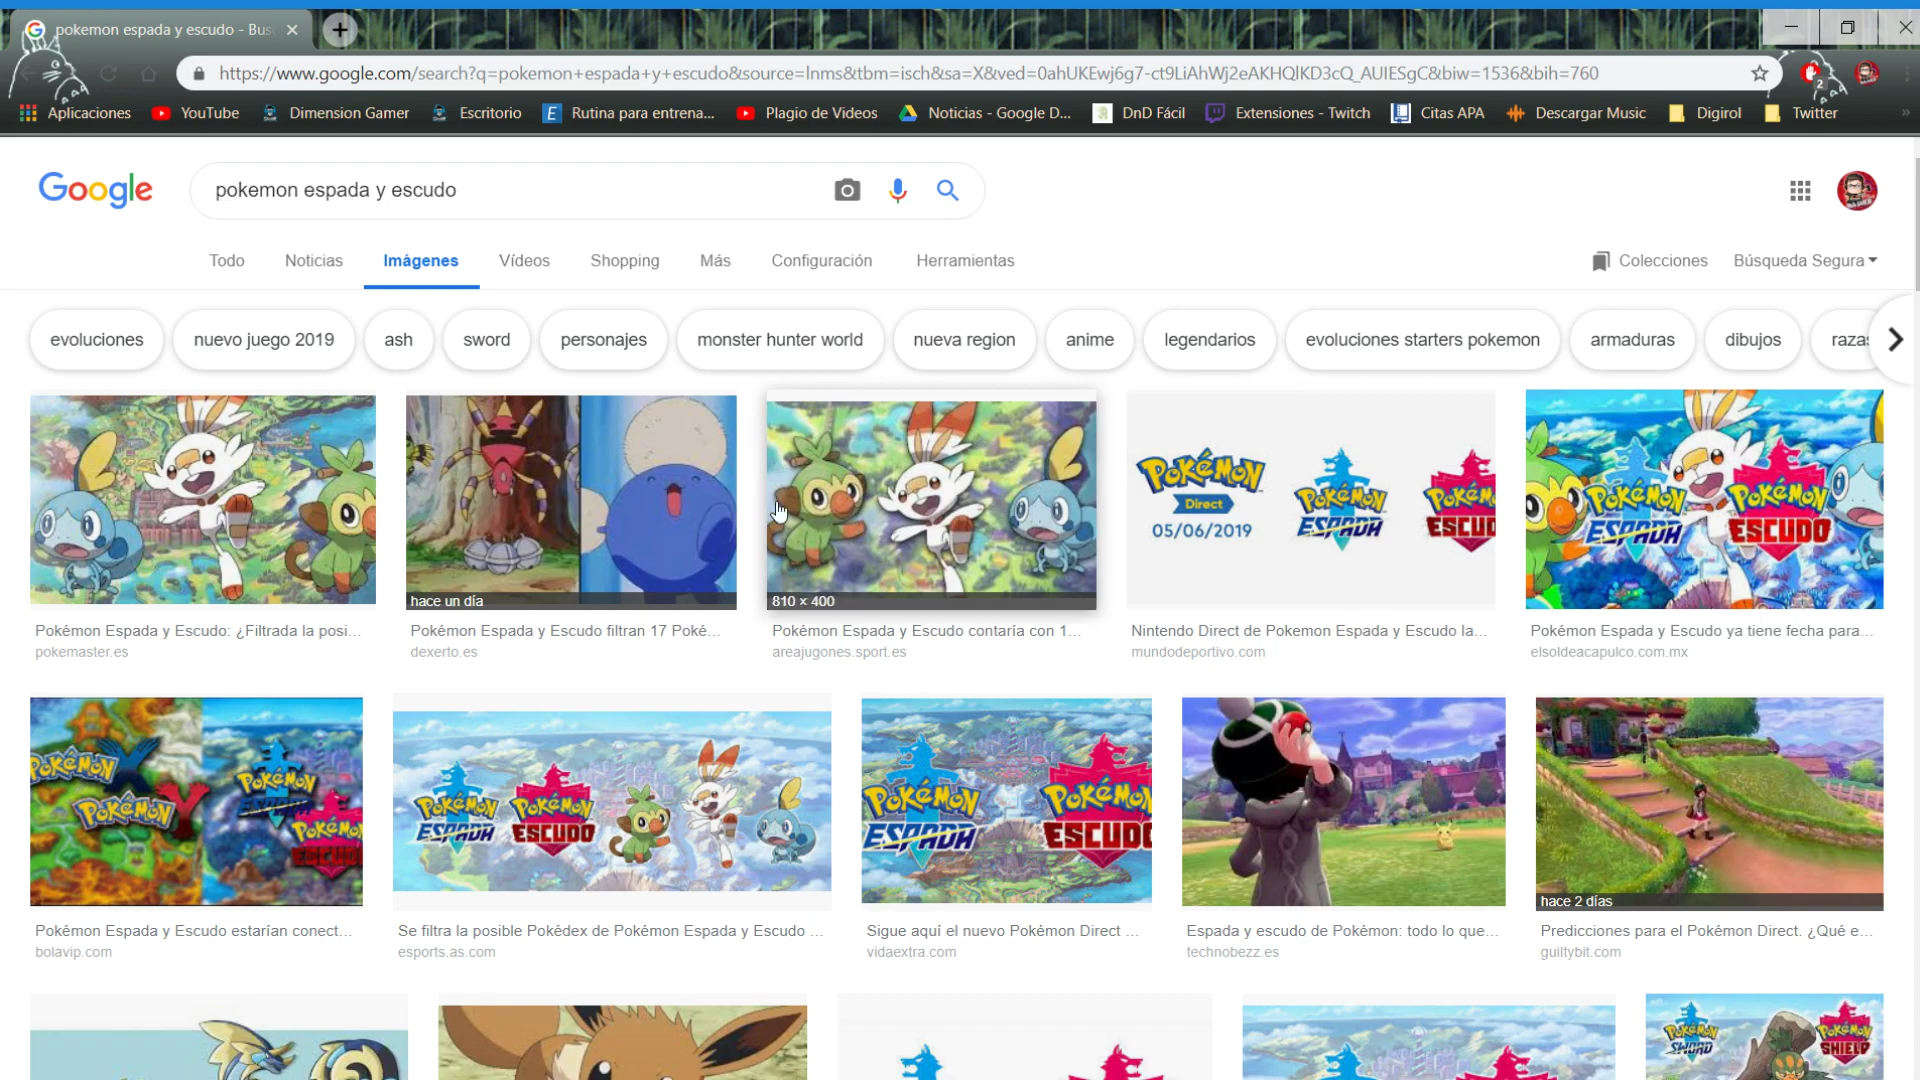 pokemon espada y escudo - Bus
https://www.google.com/search?q=pokemon+espada+y+escudo&source=lnms&tbm=isch&sa=X&ved=0ahUKEwj6g7-ct9LiAhWj2eAKHQlKD3cQ_AUIESgC&biw=1536&bih=760
2
Aplicaciones YouTube Dimension Gamer Escritorio Rutina para entrena... Plagio de Videos Noticias - Google D... DnD Fácil Extensiones - Twitch Citas APA Descargar Music Digirol Twitter »
Google pokemon espada y escudo
Todo Noticias Imágenes Vídeos Shopping Más Configuración Herramientas Colecciones Búsqueda Segura
evoluciones nuevo juego 2019 ash sword personajes monster hunter world nueva region anime legendarios evoluciones starters pokemon armaduras dibujos razas
POKéMON
Direct
05/06/2019
POKéMON
ESPADA
POKéMON
ESCUD
POKéMON
ESPADA
POKéMON
ESCUDO
hace un día
810 × 400
Pokémon Espada y Escudo: ¿Filtrada la posi...
pokemaster.es
Pokémon Espada y Escudo filtran 17 Poké...
dexerto.es
Pokémon Espada y Escudo contaría con 1...
areajugones.sport.es
Nintendo Direct de Pokemon Espada y Escudo la...
mundodeportivo.com
Pokémon Espada y Escudo ya tiene fecha para...
elsoldeacapulco.com.mx
POKéMON X
POKéMON Y
POKéMON
ESPADA
POKéMON
ESCUDO
POKéMON
ESPADA
POKéMON
ESCUDO
POKéMON
ESPADA
POKéMON
ESCUDO
hace 2 días
Pokémon Espada y Escudo estarían conect...
bolavip.com
Se filtra la posible Pokédex de Pokémon Espada y Escudo ...
esports.as.com
Sigue aquí el nuevo Pokémon Direct ...
vidaextra.com
Espada y escudo de Pokémon: todo lo que...
technobezz.es
Predicciones para el Pokémon Direct. ¿Qué e...
guiltybit.com
POKéMON
SWORD
POKéMON
SHIELD